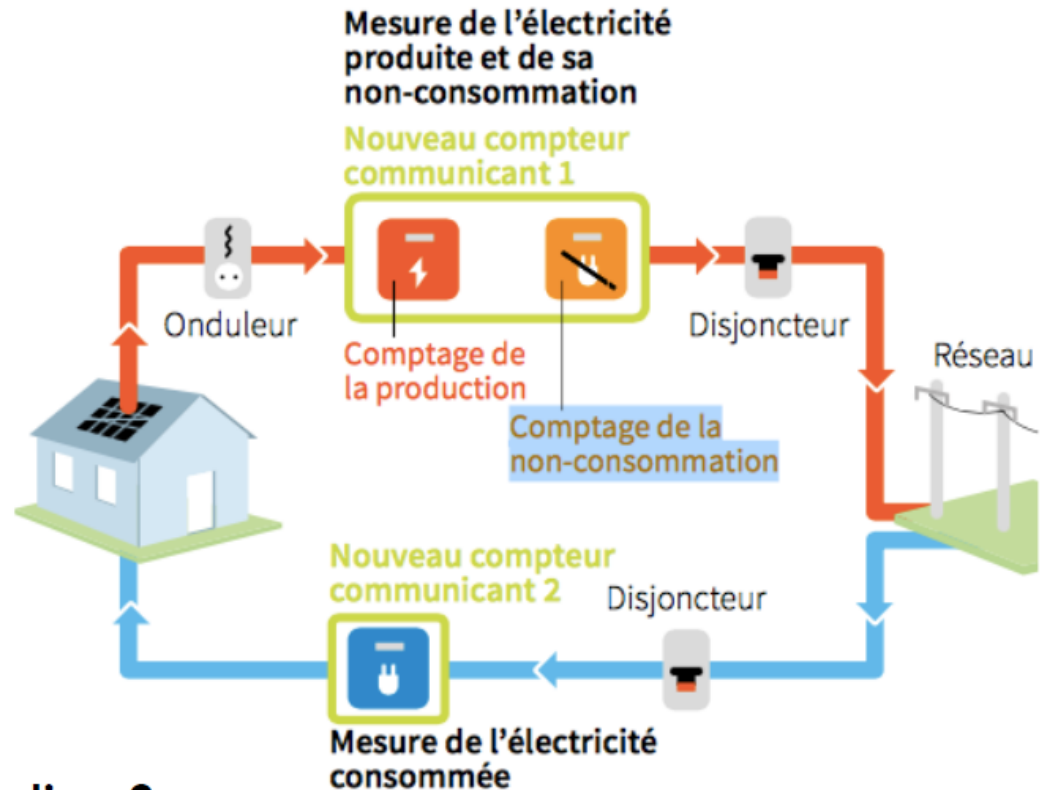 Mesure de l'électricité
produite et de sa
non-consommation
Nouveau compteur
communicant 1
Onduleur
Disjoncteur
Réseau
Comptage de
la production
Comptage de la
non-consommation
Nouveau compteur
communicant 2
Disjoncteur
Mesure de l'électricité
consommée